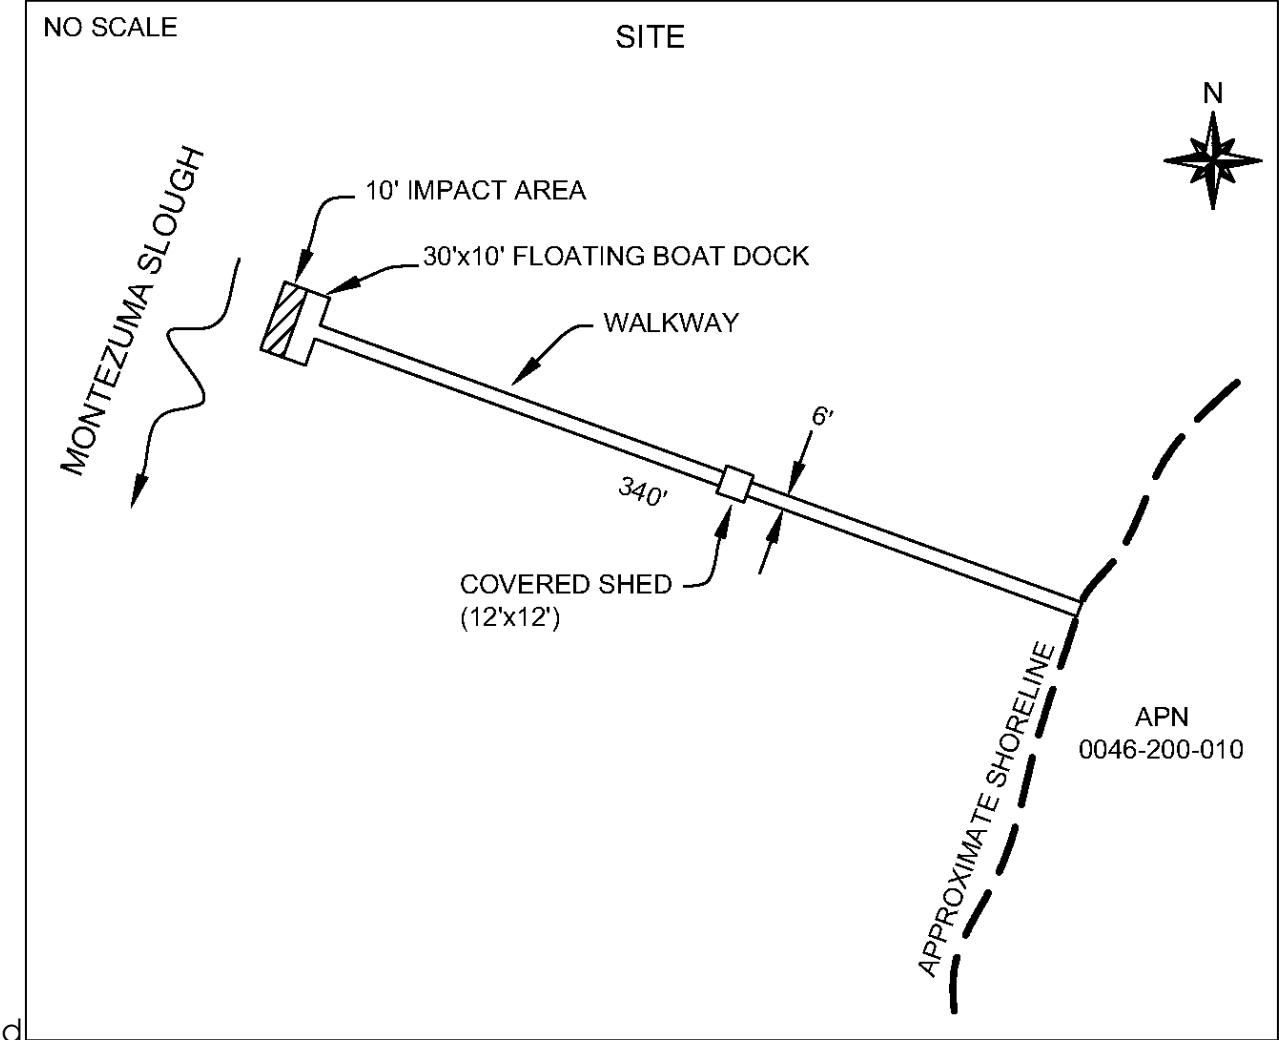 NO SCALE
SITE
N
MONTEZUMA SLOUGH
10' IMPACT AREA
30'x10' FLOATING BOAT DOCK
WALKWAY
6'
340'
COVERED SHED
(12'x12')
APPROXIMATE SHORELINE
APN
0046-200-010
d